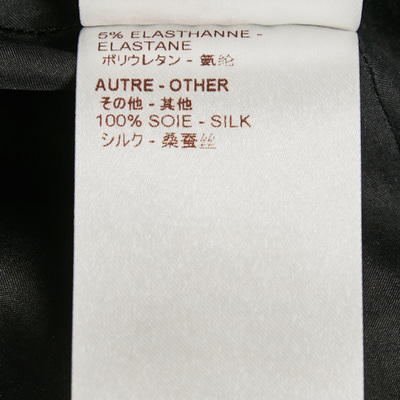 5% ELASTHANNE -
ELASTANE
ポリウレタン - 氨纶
AUTRE - OTHER
その他 - 其他
100% SOIE - SILK
シルク - 桑蚕丝